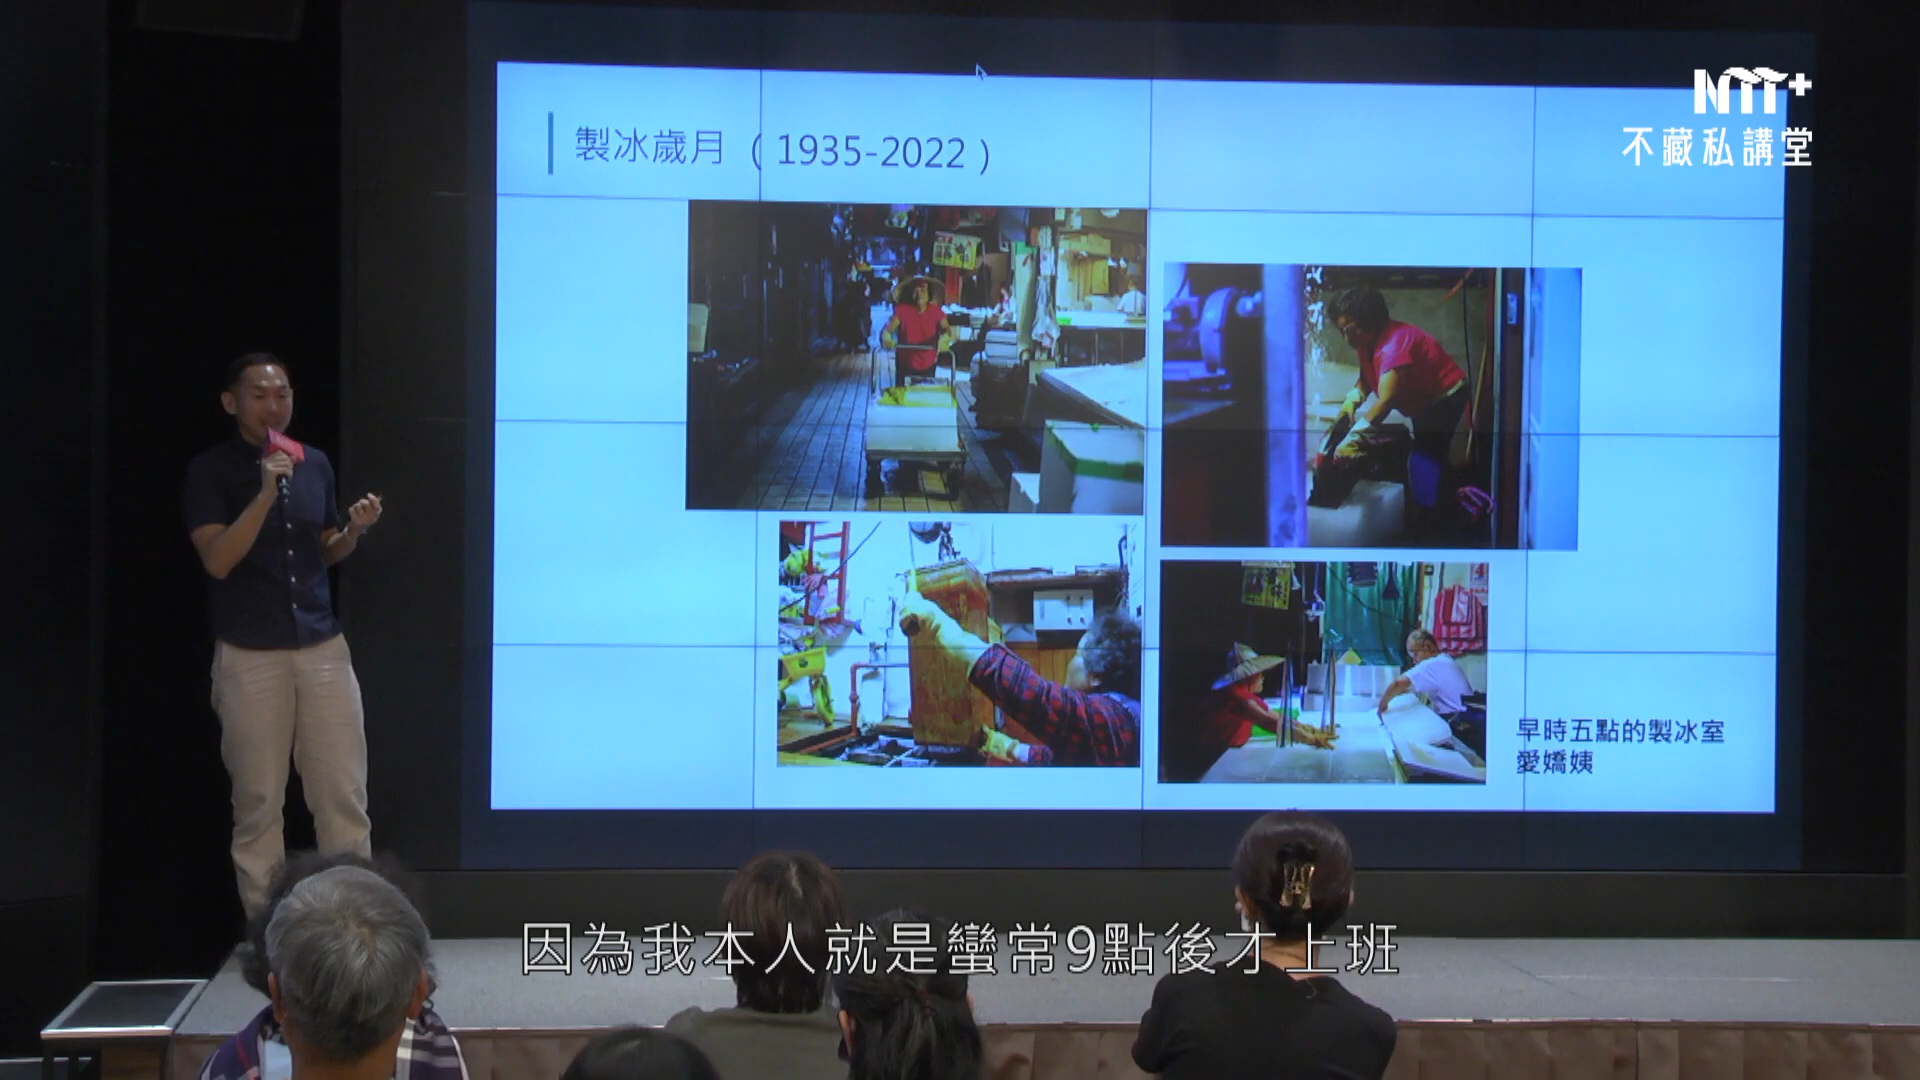 NTT+
不藏私講堂
製冰歲月（1935-2022）
早時五點的製冰室
愛嬌姨
因為我本人就是蠻常9點後才上班